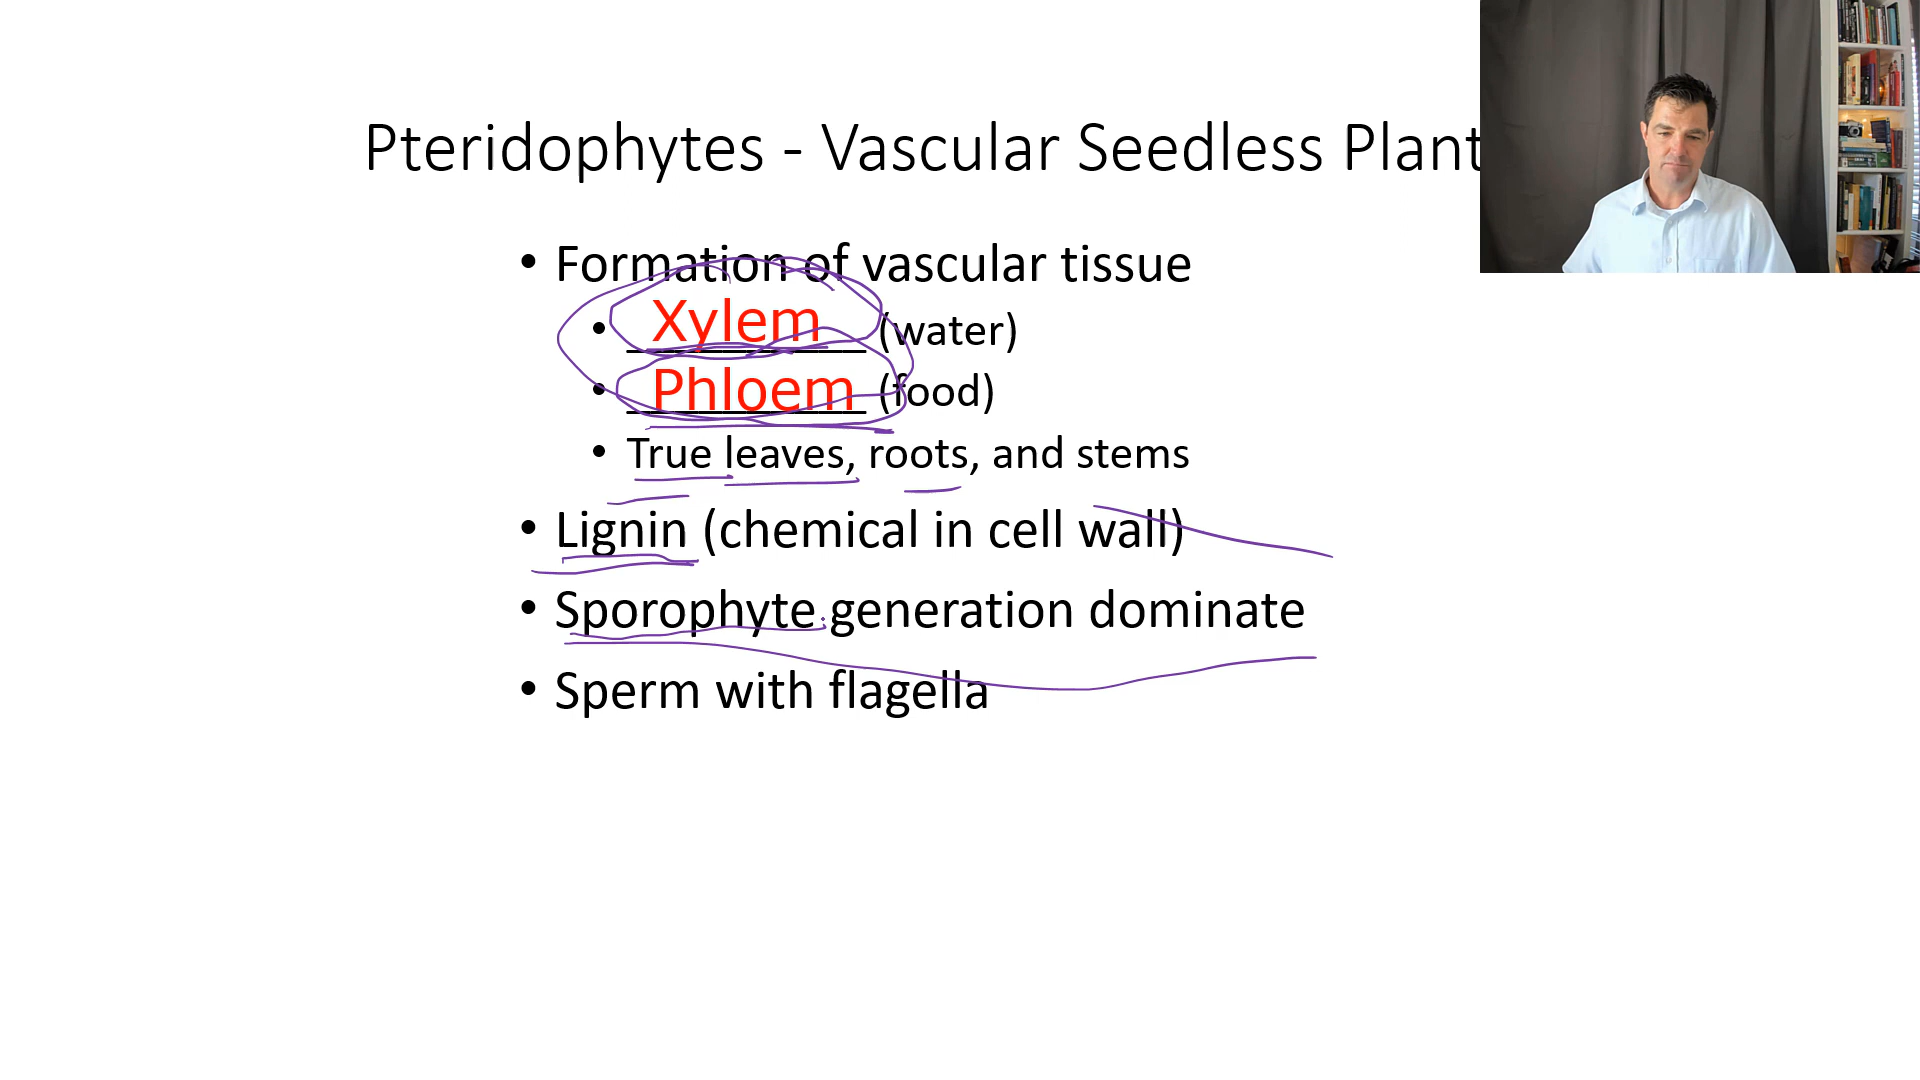 Pteridophytes - Vascular Seedless Plant
• Formation of vascular tissue
• Xylem (water)
• Phloem (food)
• True leaves, roots, and stems
• Lignin (chemical in cell wall)
• Sporophyte generation dominate
• Sperm with flagella